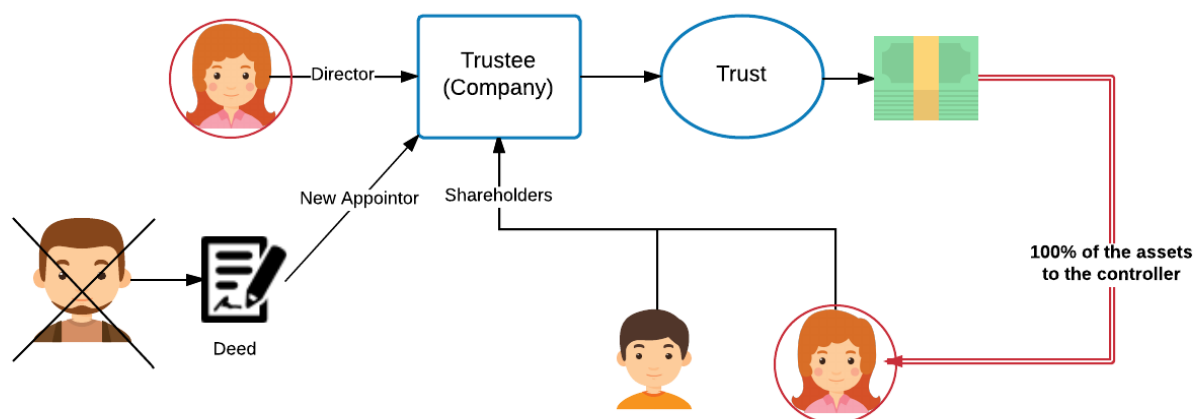 Director
Trustee
(Company)
Trust
New Appointor
Shareholders
100% of the assets
to the controller
Deed